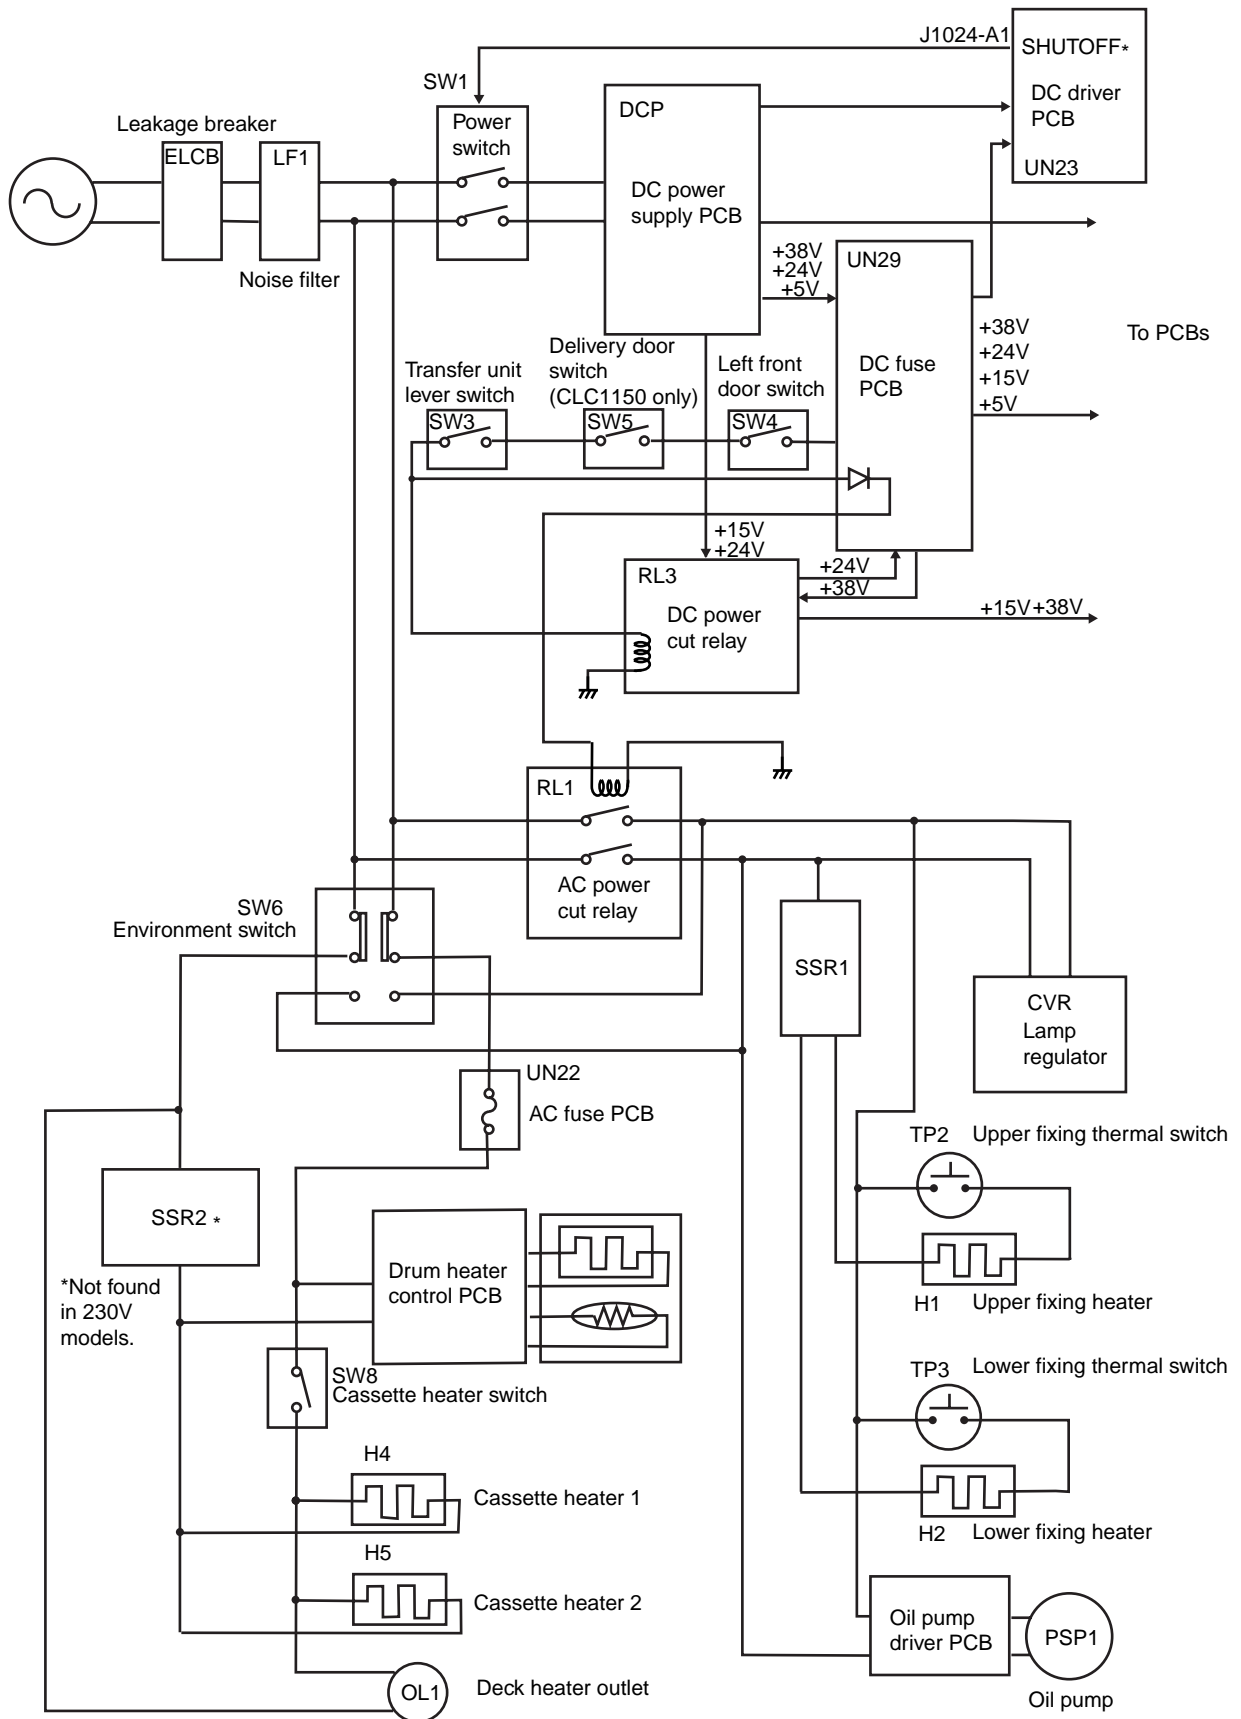 J1024-A1
SHUTOFF*
DC driver
PCB
UN23
SW1
Power
switch
DCP
DC power
supply PCB
Leakage breaker
ELCB
LF1
Noise filter
+38V
+24V
+5V
UN29
DC fuse
PCB
+38V
+24V
+15V
+5V
To PCBs
Transfer unit
lever switch
SW3
Delivery door
switch
(CLC1150 only)
SW5
Left front
door switch
SW4
+15V
+24V
RL3
DC power
cut relay
+24V
+38V
+15V +38V
RL1
AC power
cut relay
SW6
Environment switch
SSR1
CVR
Lamp
regulator
UN22
AC fuse PCB
TP2 Upper fixing thermal switch
SSR2 *
*Not found
in 230V
models.
Drum heater
control PCB
H1 Upper fixing heater
SW8
Cassette heater switch
TP3 Lower fixing thermal switch
H4
Cassette heater 1
H2 Lower fixing heater
H5
Cassette heater 2
Oil pump
driver PCB
PSP1
Oil pump
OL1
Deck heater outlet